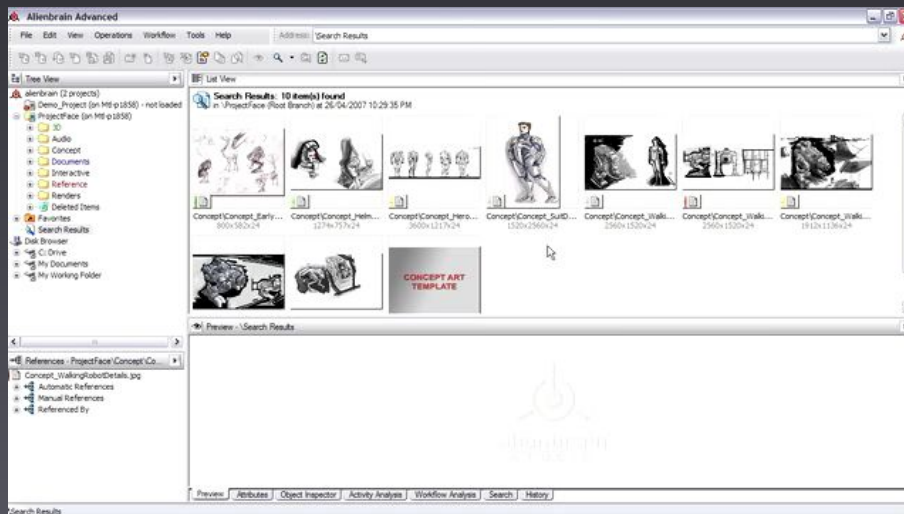 Alienbrain Advanced
File Edit View Operations Workflow Tools Help
Address: \Search Results
Tree View
List View
alienbrain (2 projects)
Demo_Project (on Mtl-p1858) - not loaded
ProjectFace (on Mtl-p1858)
3D
Audio
Concept
Documents
Interactive
Reference
Renders
Deleted Items
Favorites
Search Results
Disk Browser
C: Drive
My Documents
My Working Folder
Search Results: 10 item(s) found
in \ProjectFace (Root Branch) at 26/04/2007 10:29:35 PM
Concept\Concept_Early...
800x582x24
Concept\Concept_Helm...
1274x757x24
Concept\Concept_Hero...
3600x1217x24
Concept\Concept_SuitD...
1520x2560x24
Concept\Concept_Walki...
2560x1520x24
Concept\Concept_Walki...
2560x1520x24
Concept\Concept_Walki...
1912x1136x24
CONCEPT ART
TEMPLATE
References - ProjectFace\Concept\Co...
Concept_WalkingRobotDetails.jpg
Automatic References
Manual References
Referenced By
Preview - \Search Results
alienbrain
Preview Attributes Object Inspector Activity Analysis Workflow Analysis Search History
\Search Results